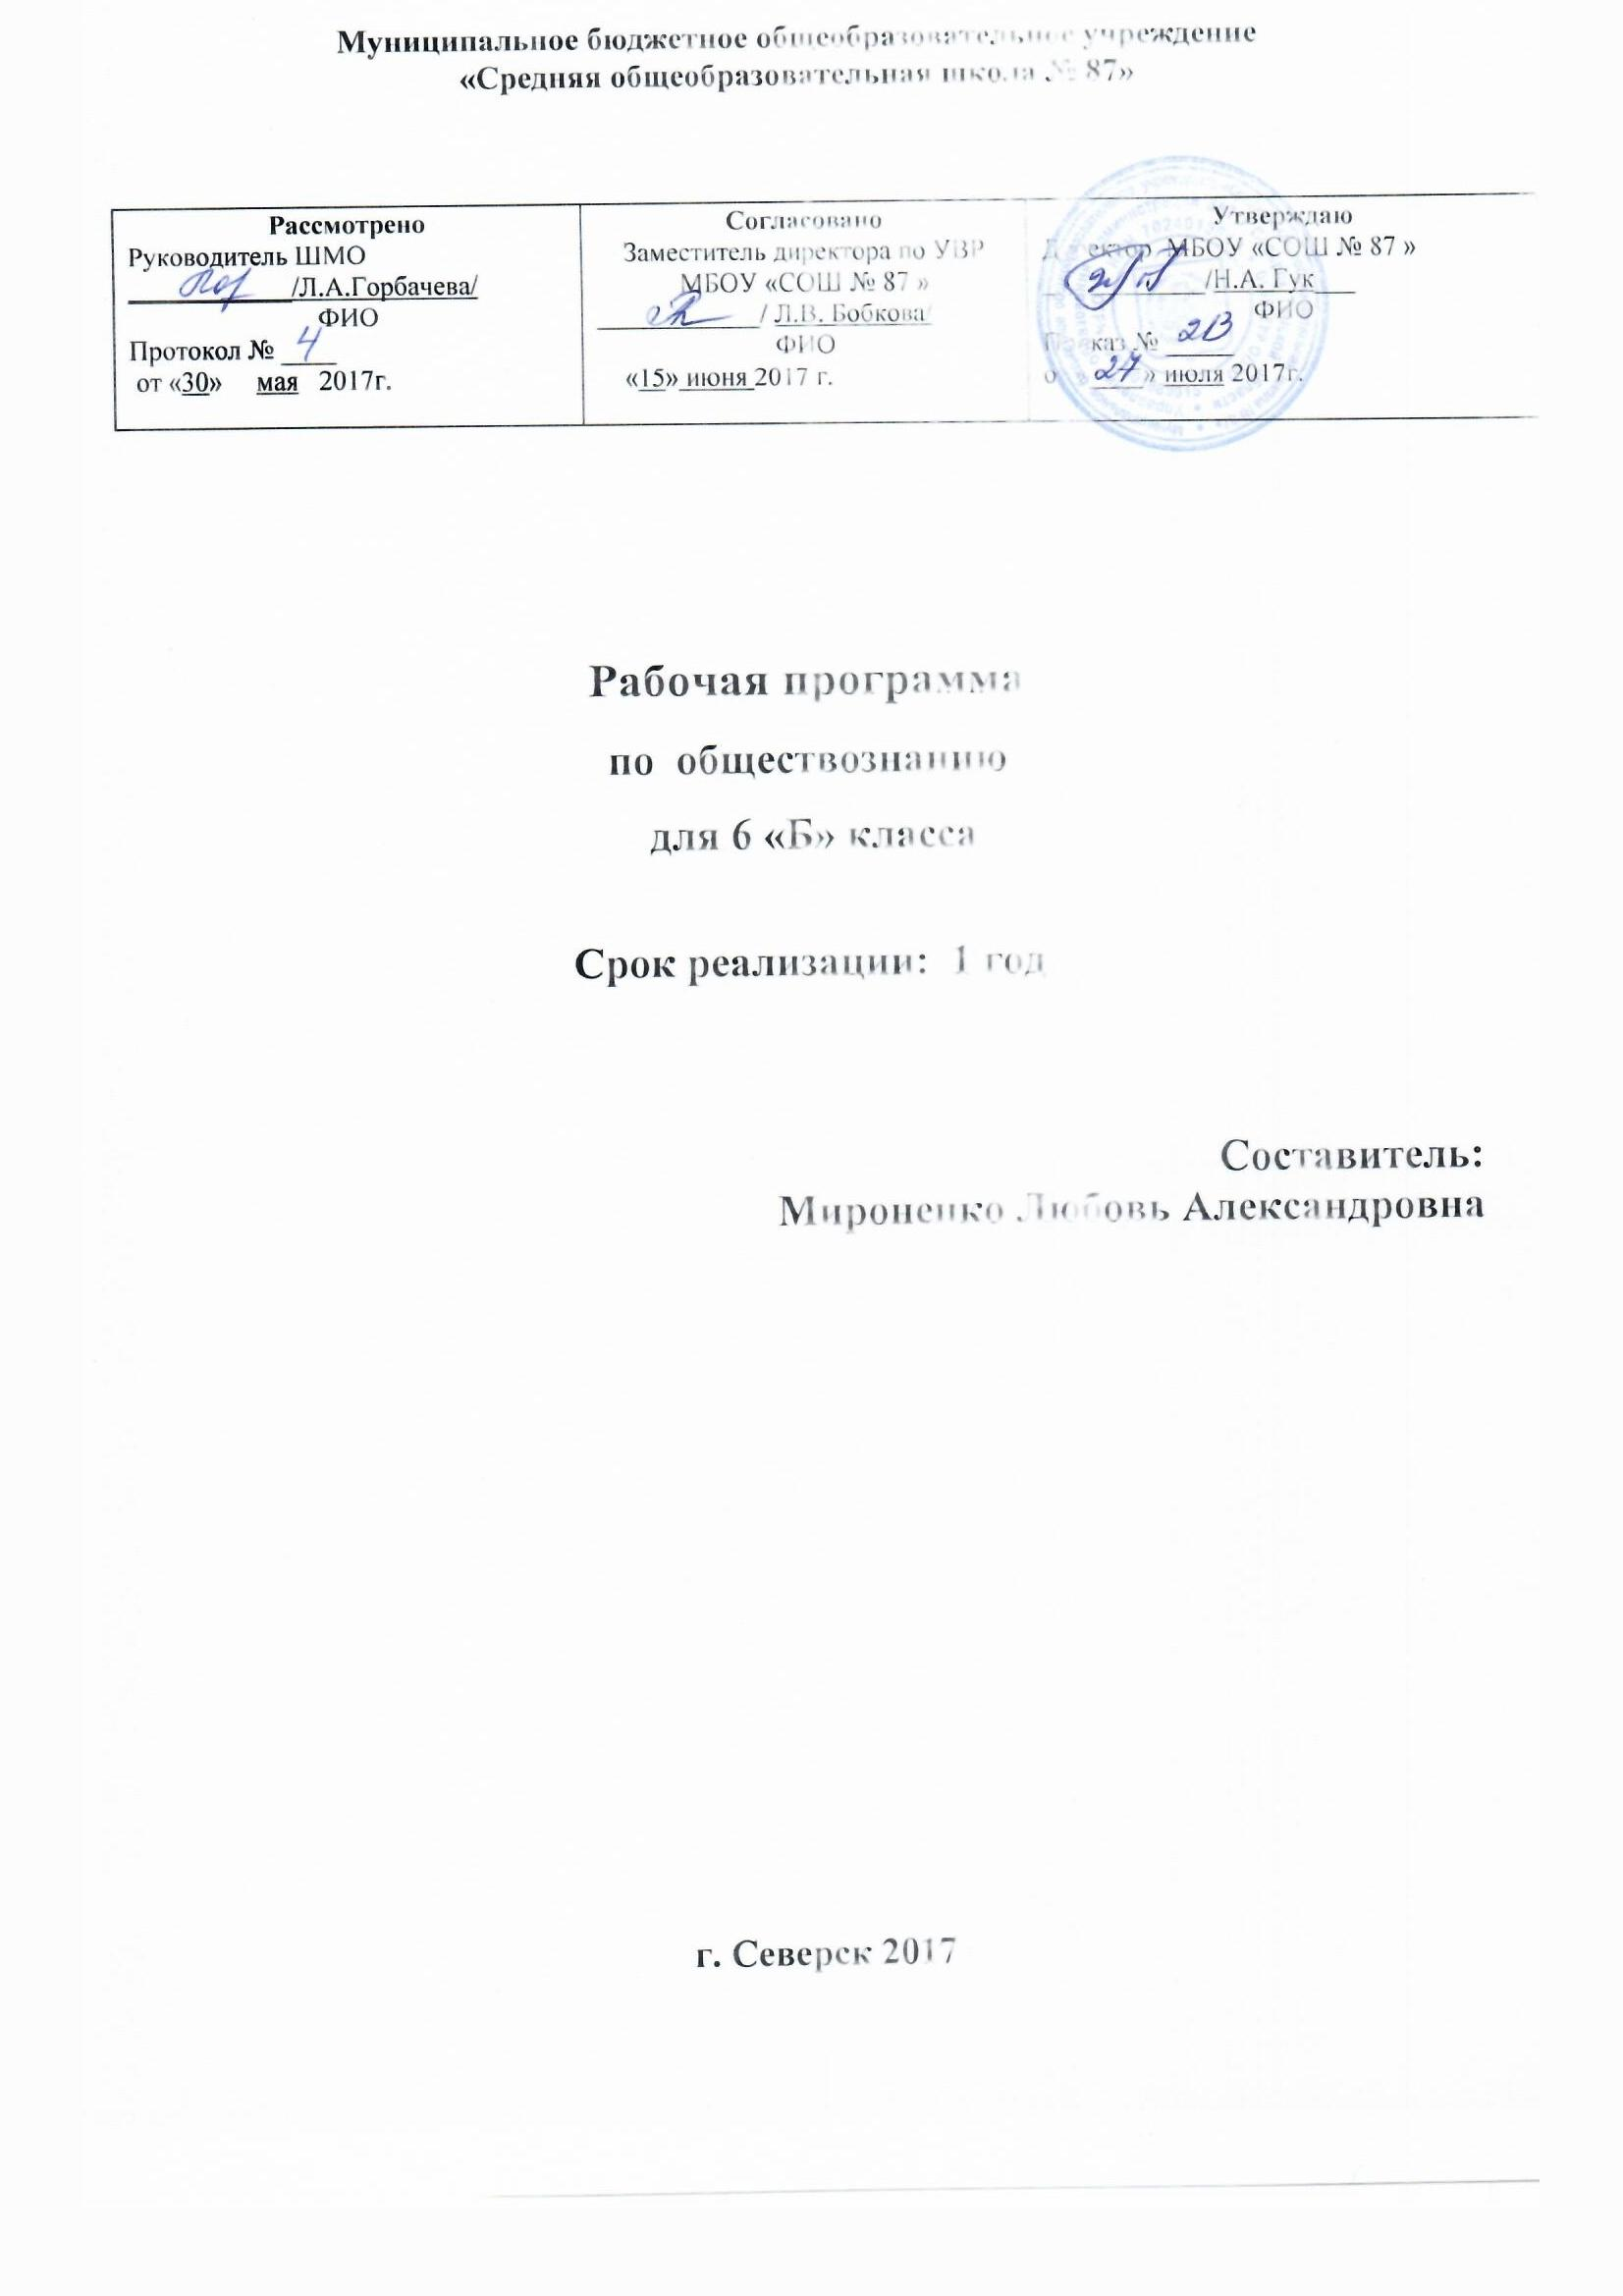 Муниципальное бюджетное общеобразовательное учреждение
«Средняя общеобразовательная школа № 87»
Рассмотрено
Руководитель ШМО
/Л.А.Горбачева/
ФИО
Протокол № 4
от «30» мая 2017г.
Согласовано
Заместитель директора по УВР
МБОУ «СОШ № 87 »
/ Л.В. Бобкова/
ФИО
«15» июня 2017 г.
Утверждаю
Директор МБОУ «СОШ № 87 »
/Н.А. Гук
ФИО
Приказ №
27» июля 2017г.
Рабочая программа
по обществознанию
для 6 «Б» класса
Срок реализации: 1 год
Составитель:
Мироненко Любовь Александровна
г. Северск 2017